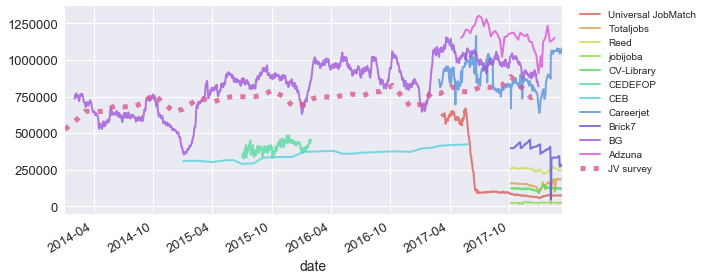 1250000
1000000
750000
500000
250000
0
2014-04
2014-10
2015-04
2015-10
2016-04
2016-10
2017-04
2017-10
date
Universal JobMatch
Totaljobs
Reed
jobijoba
CV-Library
CEDEFOP
CEB
Careerjet
Brick7
BG
Adzuna
JV survey